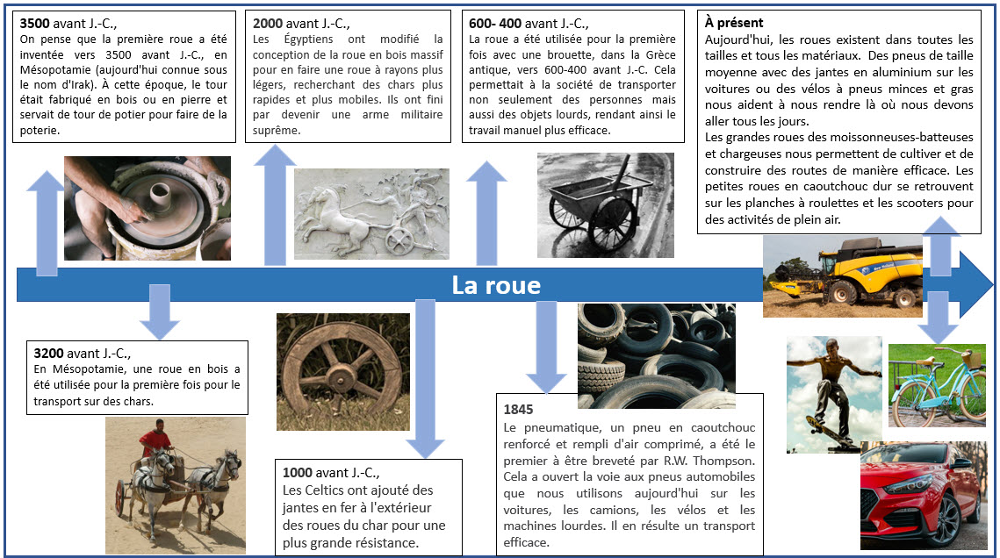 3500 avant J.-C.,
On pense que la première roue a été
inventée vers 3500 avant J.-C., en
Mésopotamie (aujourd'hui connue sous
le nom d'Irak). À cette époque, le tour
était fabriqué en bois ou en pierre et
servait de tour de potier pour faire de la
poterie.
2000 avant J.-C.,
Les Égyptiens ont modifié la
conception de la roue en bois massif
pour en faire une roue à rayons plus
légers, recherchant des chars plus
rapides et plus mobiles. Ils ont fini
par devenir une arme militaire
suprême.
600- 400 avant J.-C.,
La roue a été utilisée pour la première
fois avec une brouette, dans la Grèce
antique, vers 600-400 avant J.-C. Cela
permettait à la société de transporter
non seulement des personnes mais
aussi des objets lourds, rendant ainsi le
travail manuel plus efficace.
À présent
Aujourd'hui, les roues existent dans toutes les
tailles et tous les matériaux. Des pneus de taille
moyenne avec des jantes en aluminium sur les
voitures ou des vélos à pneus minces et gras
nous aident à nous rendre là où nous devons
aller tous les jours.
Les grandes roues des moissonneuses-batteuses
et chargeuses nous permettent de cultiver et de
construire des routes de manière efficace. Les
petites roues en caoutchouc dur se retrouvent
sur les planches à roulettes et les scooters pour
des activités de plein air.
La roue
3200 avant J.-C.,
En Mésopotamie, une roue en bois a
été utilisée pour la première fois pour le
transport sur des chars.
1000 avant J.-C.,
Les Celtics ont ajouté des
jantes en fer à l'extérieur
des roues du char pour une
plus grande résistance.
1845
Le pneumatique, un pneu en caoutchouc
renforcé et rempli d'air comprimé, a été le
premier à être breveté par R.W. Thompson.
Cela a ouvert la voie aux pneus automobiles
que nous utilisons aujourd'hui sur les
voitures, les camions, les vélos et les
machines lourdes. Il en résulte un transport
efficace.